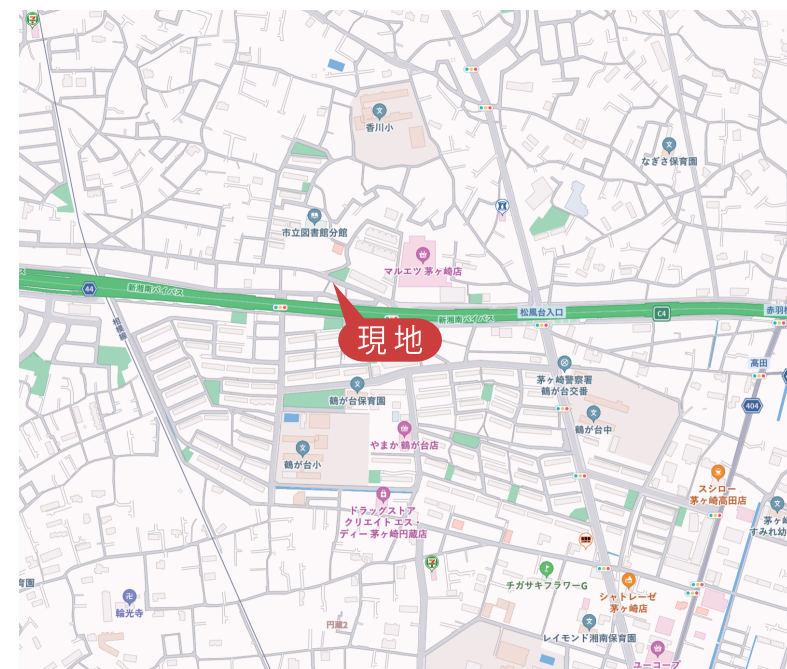 香川小
なぎさ保育園
市立図書館分館
マルエツ 茅ヶ崎店
44
新湘南バイパス
新湘南バイパス
松風台入口
C4
相模線
現地
高田
茅ヶ崎警察署
鶴が台交番
鶴が台保育園
404
鶴が台中
やまか 鶴が台店
鶴が台小
スシロー
茅ヶ崎高田店
ドラッグストア
クリエイト エス・
ディー 茅ヶ崎円蔵店
チガサキフラワーG
シャトレーゼ
茅ヶ崎店
輪光寺
円蔵2
レイモンド湘南保育園
ユーコープ